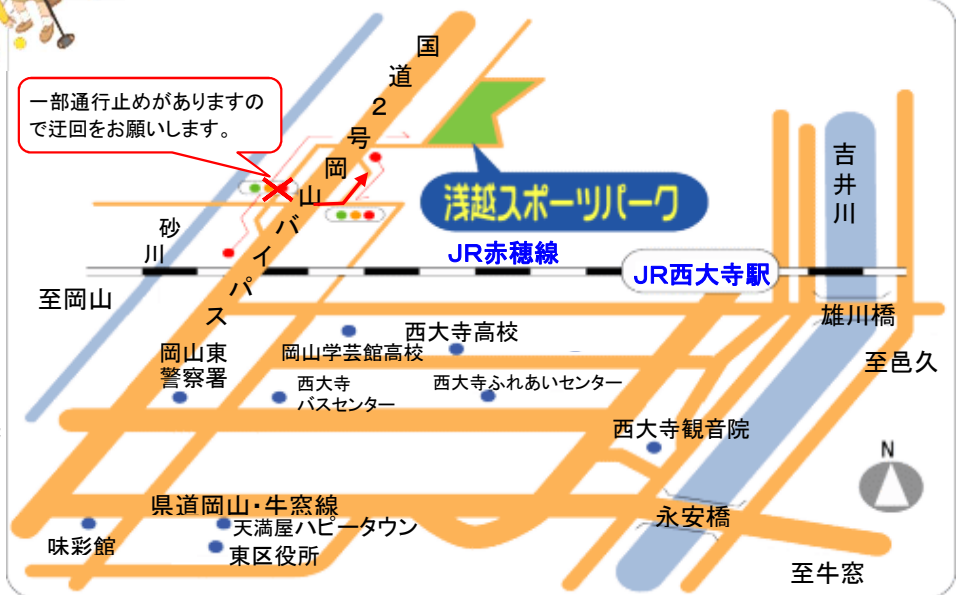 国道2号岡山バイパス
一部通行止めがありますの
で迂回をお願いします。
吉井川
浅越スポーツパーク
砂川
JR赤穂線
JR西大寺駅
至岡山
雄川橋
西大寺高校
岡山学芸館高校
岡山東
警察署
至邑久
西大寺
バスセンター
西大寺ふれあいセンター
西大寺観音院
N
県道岡山・牛窓線
永安橋
天満屋ハピータウン
味彩館
東区役所
至牛窓